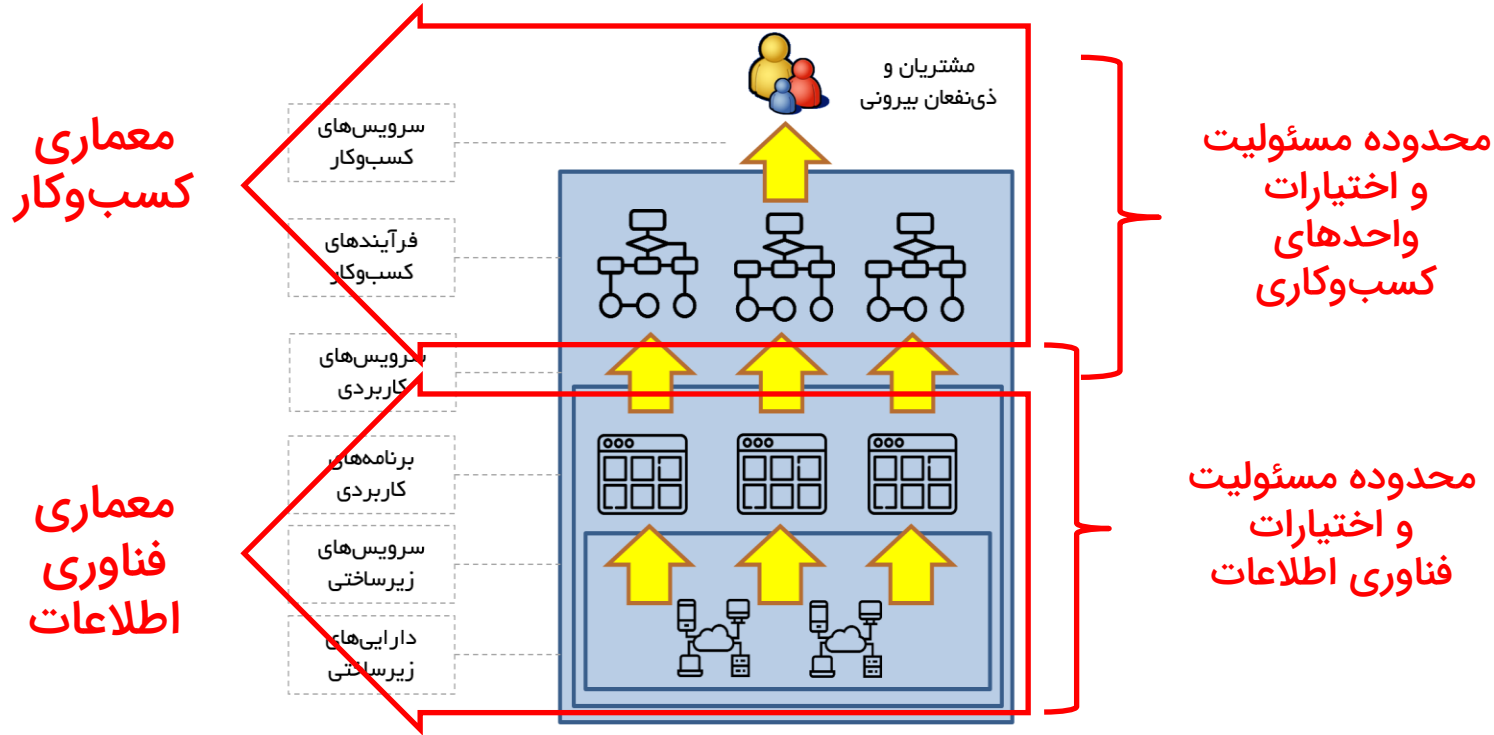 مشتریان و
ذی‌نفعان بیرونی
محدوده مسئولیت
و اختیارات
واحدهای
کسب‌وکاری
محدوده مسئولیت
و اختیارات
فناوری اطلاعات
سرویس‌های
کسب‌وکار
فرآیندهای
کسب‌وکار
سرویس‌های
کاربردی
برنامه‌های
کاربردی
سرویس‌های
زیرساختی
دارایی‌های
زیرساختی
معماری
کسب‌وکار
معماری
فناوری
اطلاعات